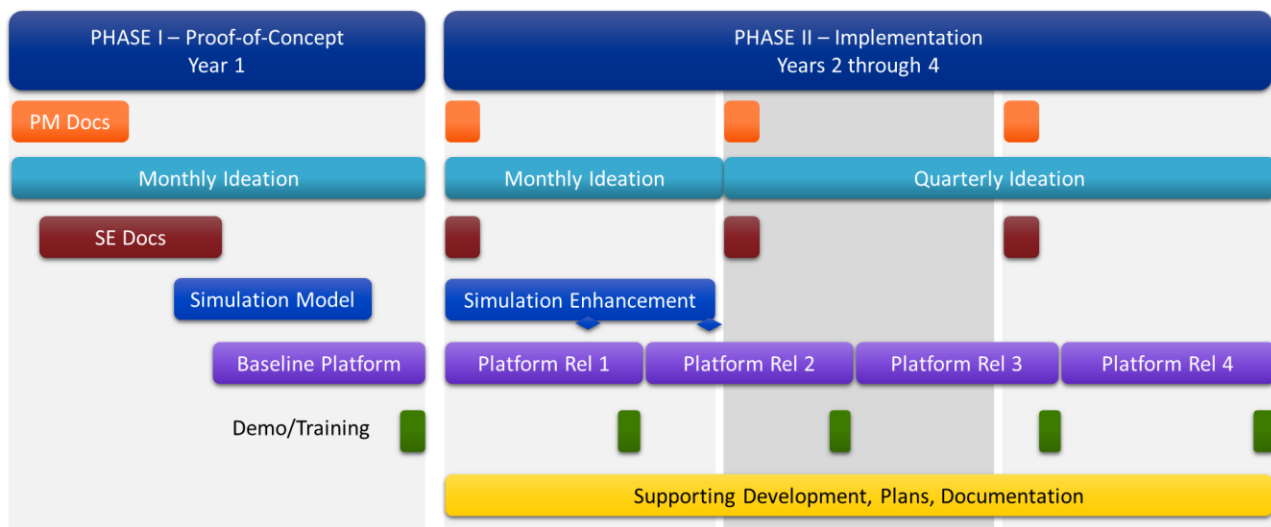 PHASE I – Proof-of-Concept
Year 1
PHASE II – Implementation
Years 2 through 4
PM Docs
Monthly Ideation
Monthly Ideation
Quarterly Ideation
SE Docs
Simulation Model
Simulation Enhancement
Baseline Platform
Platform Rel 1
Platform Rel 2
Platform Rel 3
Platform Rel 4
Demo/Training
Supporting Development, Plans, Documentation